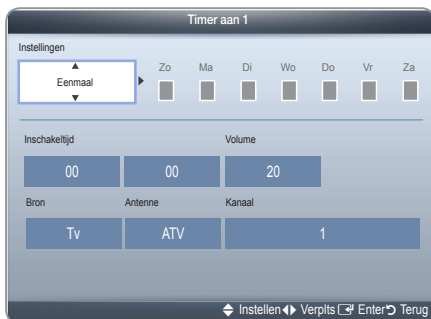 Timer aan 1
Instellingen
Eenmaal
Zo Ma Di Wo Do Vr Za
Inschakeltijd Volume
00 00 20
Bron Antenne Kanaal
Tv ATV 1
Instellen Verplts Enter Terug